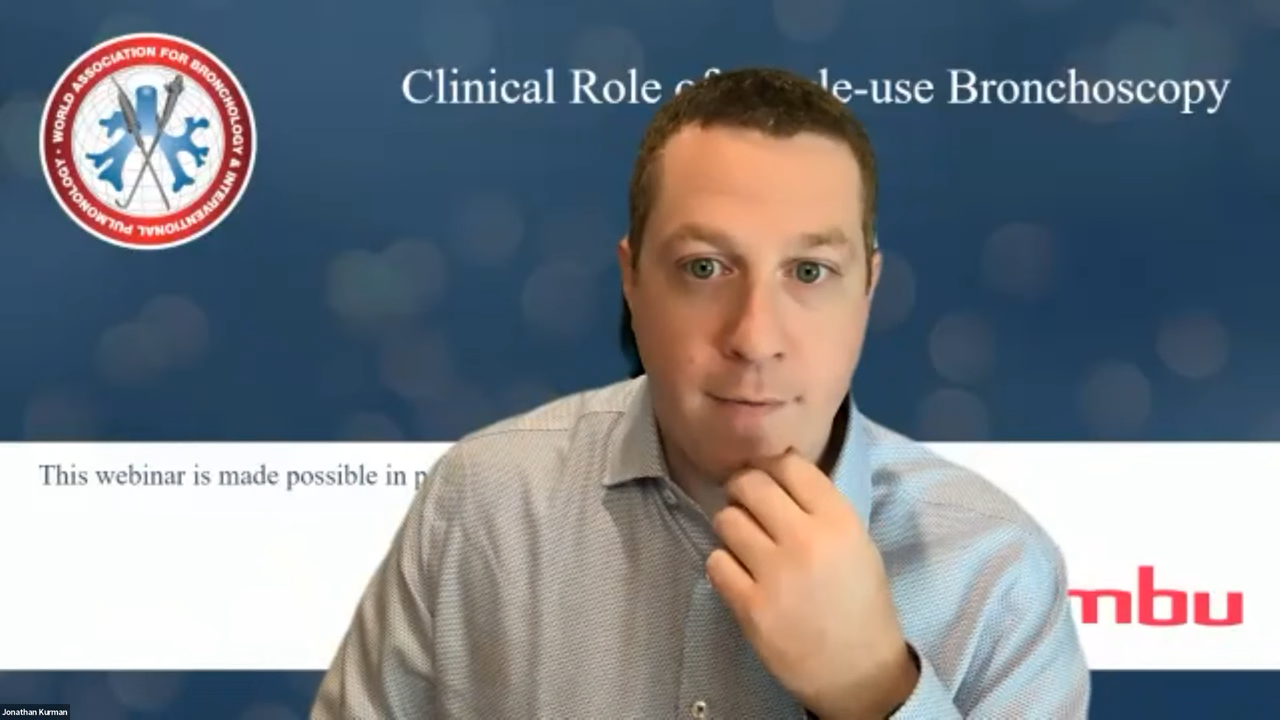 WORLD ASSOCIATION FOR BRONCHOLOGY & INTERVENTIONAL PULMONOLOGY •
Clinical Role le-use Bronchoscopy
This webinar is made possible in p
mbu
Jonathan Kurman